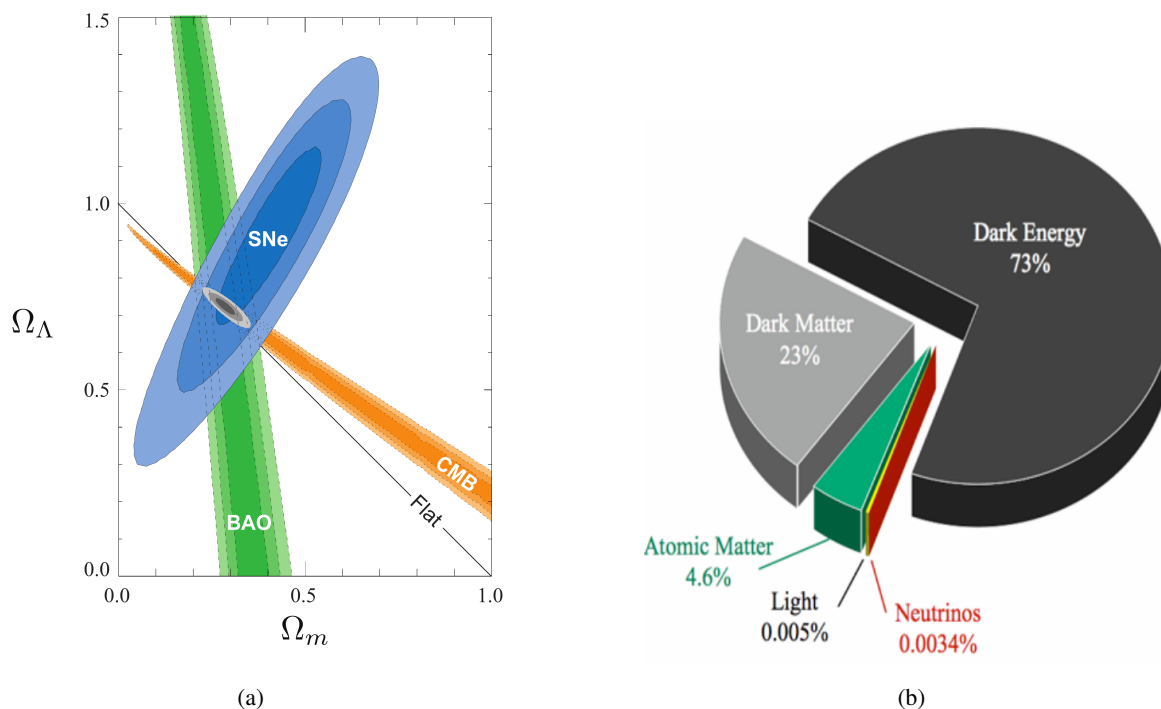 1.5
1.0
0.5
0.0
Ω_Λ
SNe
BAO
CMB
Flat
0.0
0.5
1.0
Ω_m
(a)
Dark Energy
73%
Dark Matter
23%
Atomic Matter
4.6%
Light
0.005%
Neutrinos
0.0034%
(b)